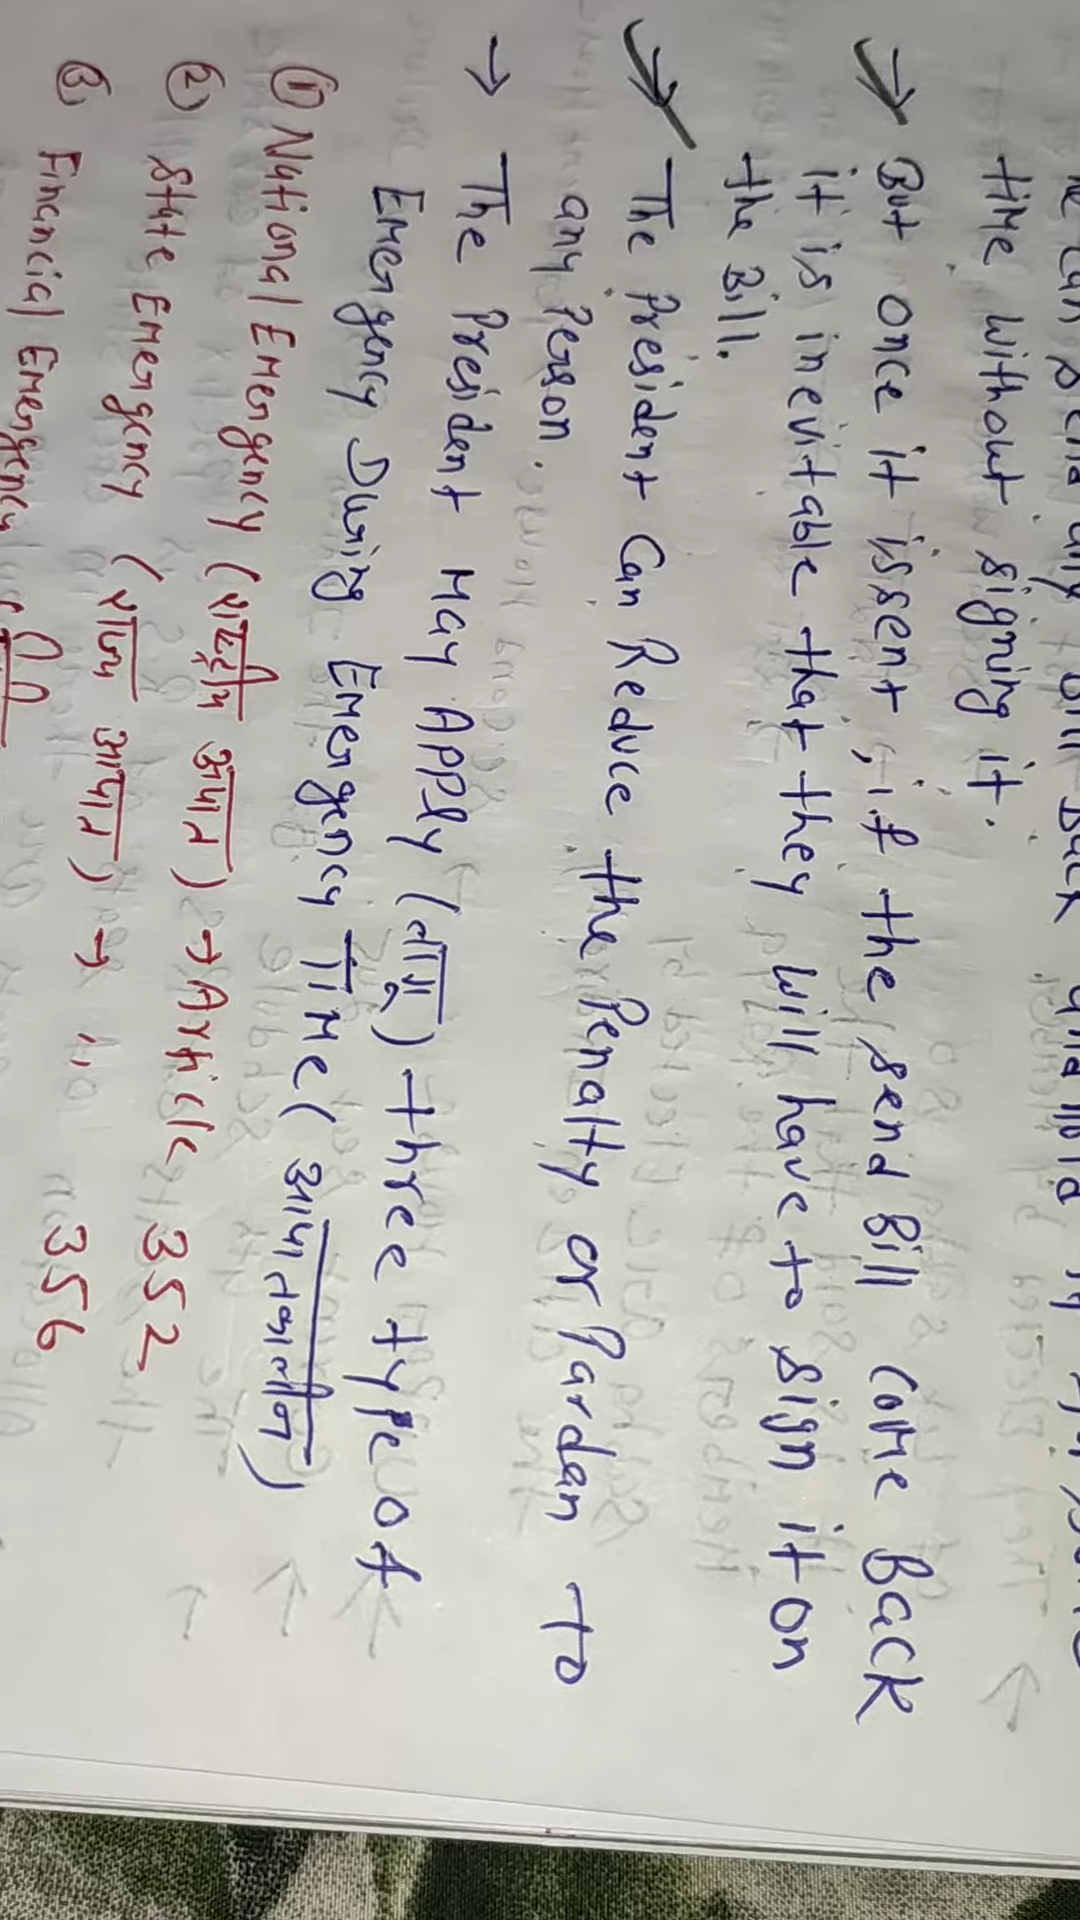 time without signing it.
→ But once it is sent, if the send Bill come Back
it is inevitable that they will have to sign it on
the Bill.
→ The President Can Reduce the Penalty or Pardan to
any Person.
→ The President May Apply (लागू) three type of
Emergency During Emergency Time (आपातकालीन)
① National Emergency (राष्ट्रीय आपात) → Article 352
② State Emergency (राज्य आपात) → 356
③ Financial Emergency